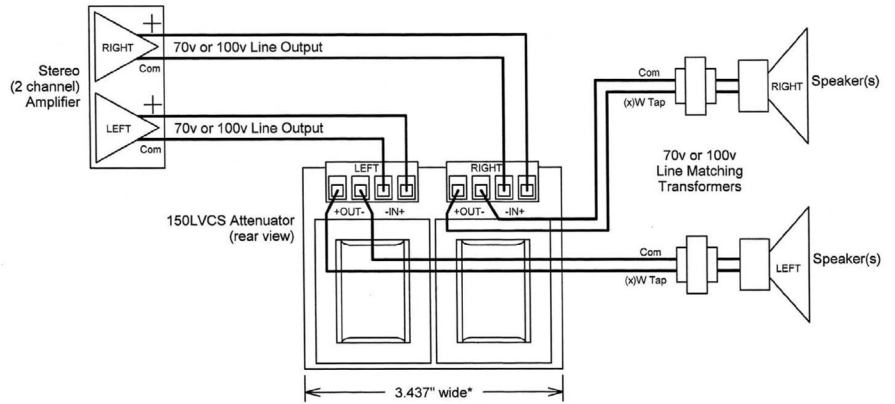 RIGHT
+
70v or 100v Line Output
Com
Stereo
(2 channel)
Amplifier
LEFT
+
70v or 100v Line Output
Com
Com
(x)W Tap
RIGHT
Speaker(s)
70v or 100v
Line Matching
Transformers
LEFT
RIGHT
+OUT-
-IN+
+OUT-
-IN+
150LVCS Attenuator
(rear view)
Com
(x)W Tap
LEFT
Speaker(s)
3.437" wide*